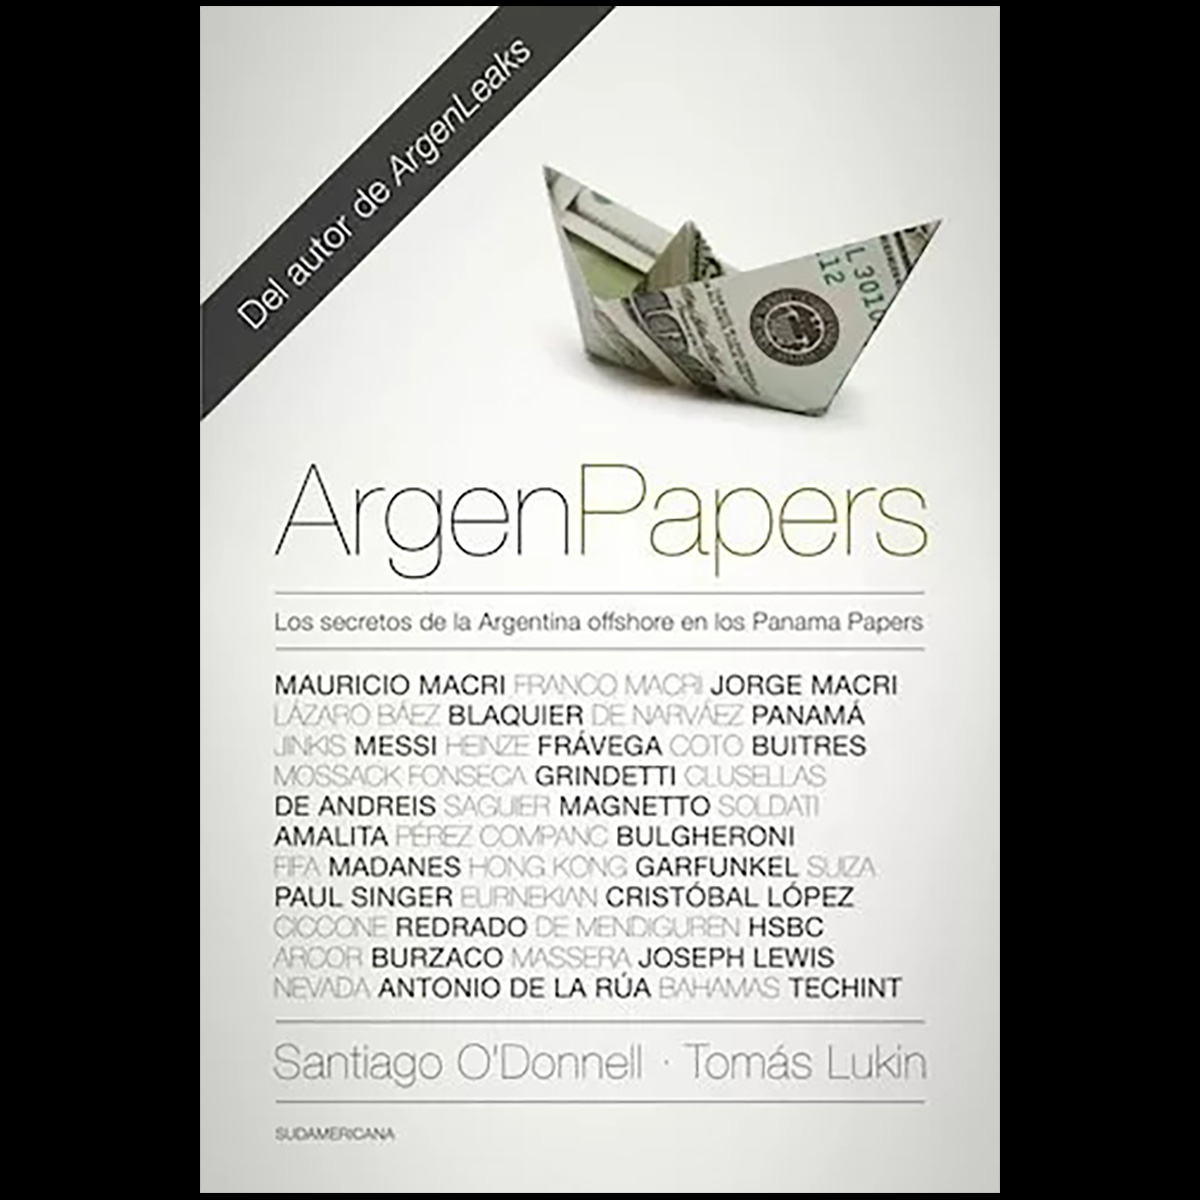 Del autor de ArgenLeaks
L 3010
12
100
ArgenPapers
Los secretos de la Argentina offshore en los Panama Papers
MAURICIO MACRI FRANCO MACRI JORGE MACRI
LÁZARO BÁEZ BLAQUIER DE NARVÁEZ PANAMÁ
JINKIS MESSI HEINZE FRÁVEGA COTO BUITRES
MOSSACK FONSECA GRINDETTI CLUSELLAS
DE ANDREIS SAGUIER MAGNETTO SOLDATI
AMALITA PÉREZ COMPANC BULGHERONI
FIFA MADANES HONG KONG GARFUNKEL SUIZA
PAUL SINGER EURNEKIAN CRISTÓBAL LÓPEZ
CICCONE REDRADO DE MENDIGUREN HSBC
ARCOR BURZACO MASSERA JOSEPH LEWIS
NEVADA ANTONIO DE LA RÚA BAHAMAS TECHINT
Santiago O'Donnell · Tomás Lukin
SUDAMERICANA